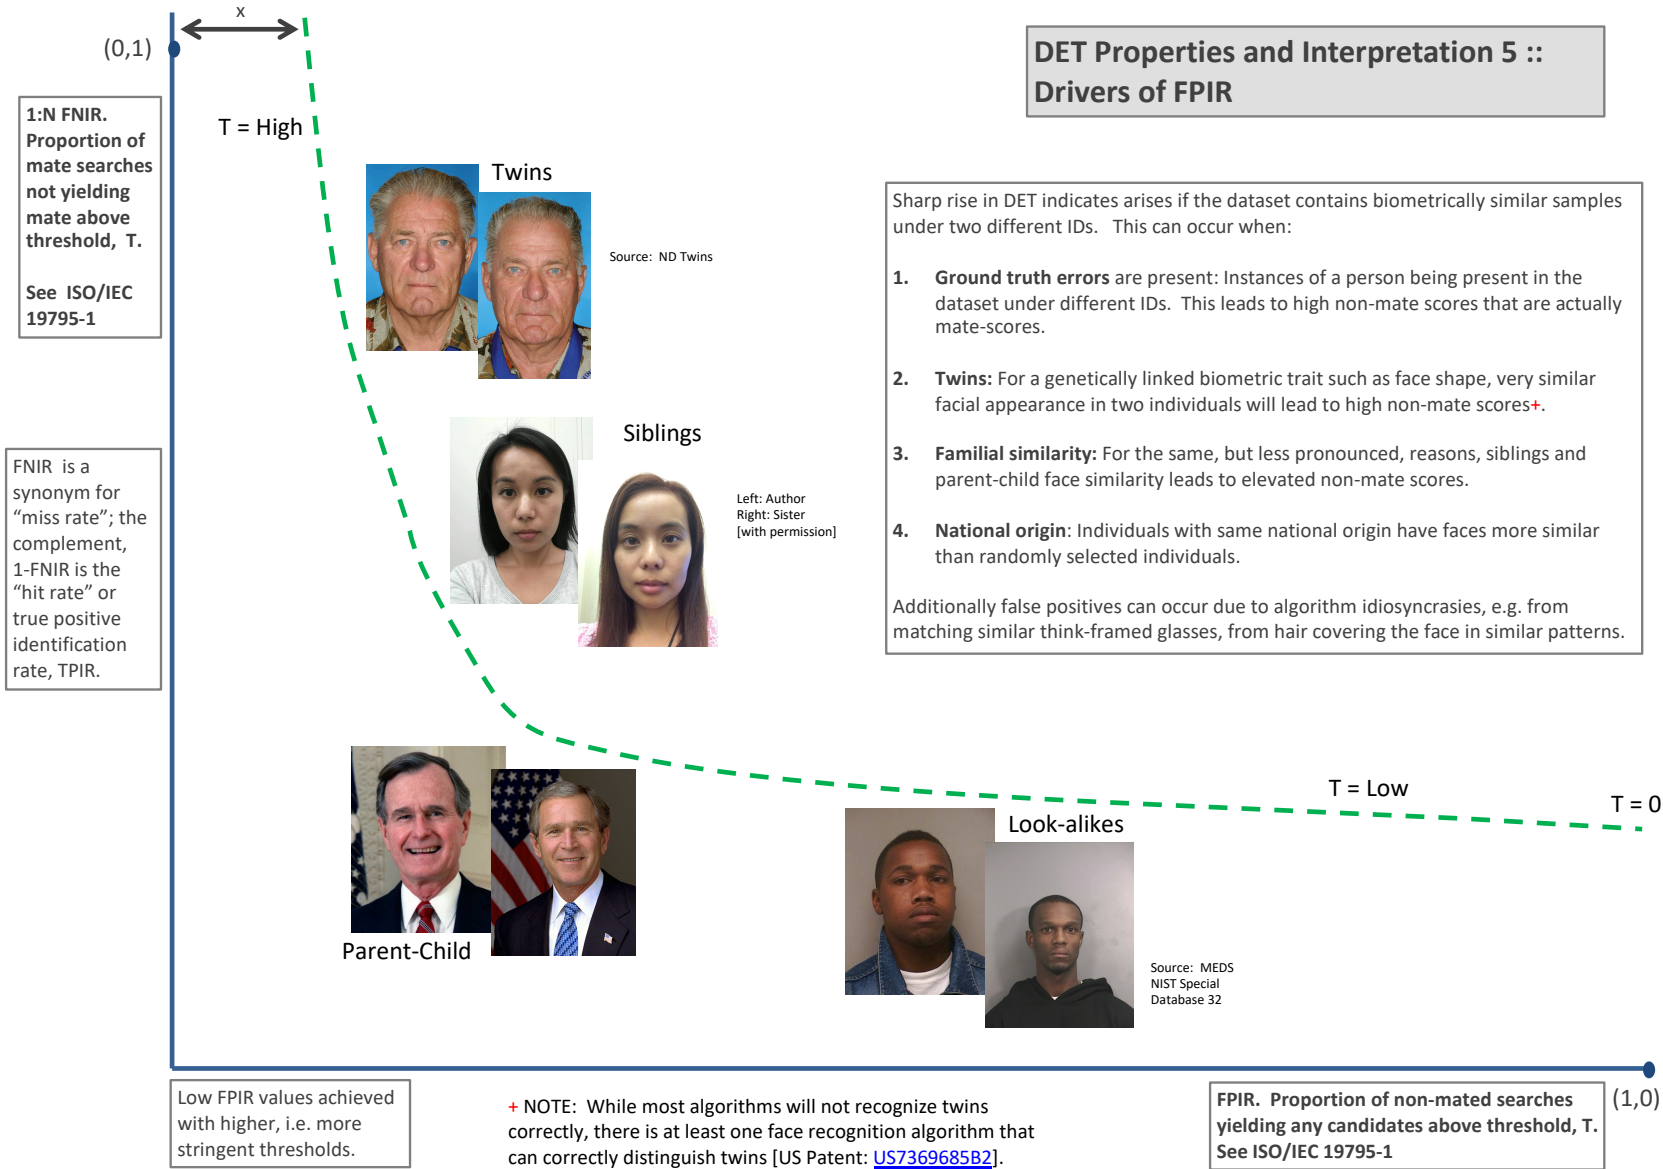 x
(0,1)
DET Properties and Interpretation 5 ::
Drivers of FPIR
1:N FNIR.
Proportion of
mate searches
not yielding
mate above
threshold, T.
See ISO/IEC
19795-1
T = High
Twins
Source: ND Twins
Sharp rise in DET indicates arises if the dataset contains biometrically similar samples
under two different IDs. This can occur when:
1. Ground truth errors are present: Instances of a person being present in the
dataset under different IDs. This leads to high non-mate scores that are actually
mate-scores.
2. Twins: For a genetically linked biometric trait such as face shape, very similar
facial appearance in two individuals will lead to high non-mate scores+.
3. Familial similarity: For the same, but less pronounced, reasons, siblings and
parent-child face similarity leads to elevated non-mate scores.
4. National origin: Individuals with same national origin have faces more similar
than randomly selected individuals.
Additionally false positives can occur due to algorithm idiosyncrasies, e.g. from
matching similar think-framed glasses, from hair covering the face in similar patterns.
Siblings
Left: Author
Right: Sister
[with permission]
FNIR is a
synonym for
“miss rate”; the
complement,
1-FNIR is the
“hit rate” or
true positive
identification
rate, TPIR.
T = Low
T = 0
Look-alikes
Parent-Child
Source: MEDS
NIST Special
Database 32
Low FPIR values achieved
with higher, i.e. more
stringent thresholds.
+ NOTE: While most algorithms will not recognize twins
correctly, there is at least one face recognition algorithm that
can correctly distinguish twins [US Patent: US7369685B2].
FPIR. Proportion of non-mated searches
yielding any candidates above threshold, T.
See ISO/IEC 19795-1
(1,0)